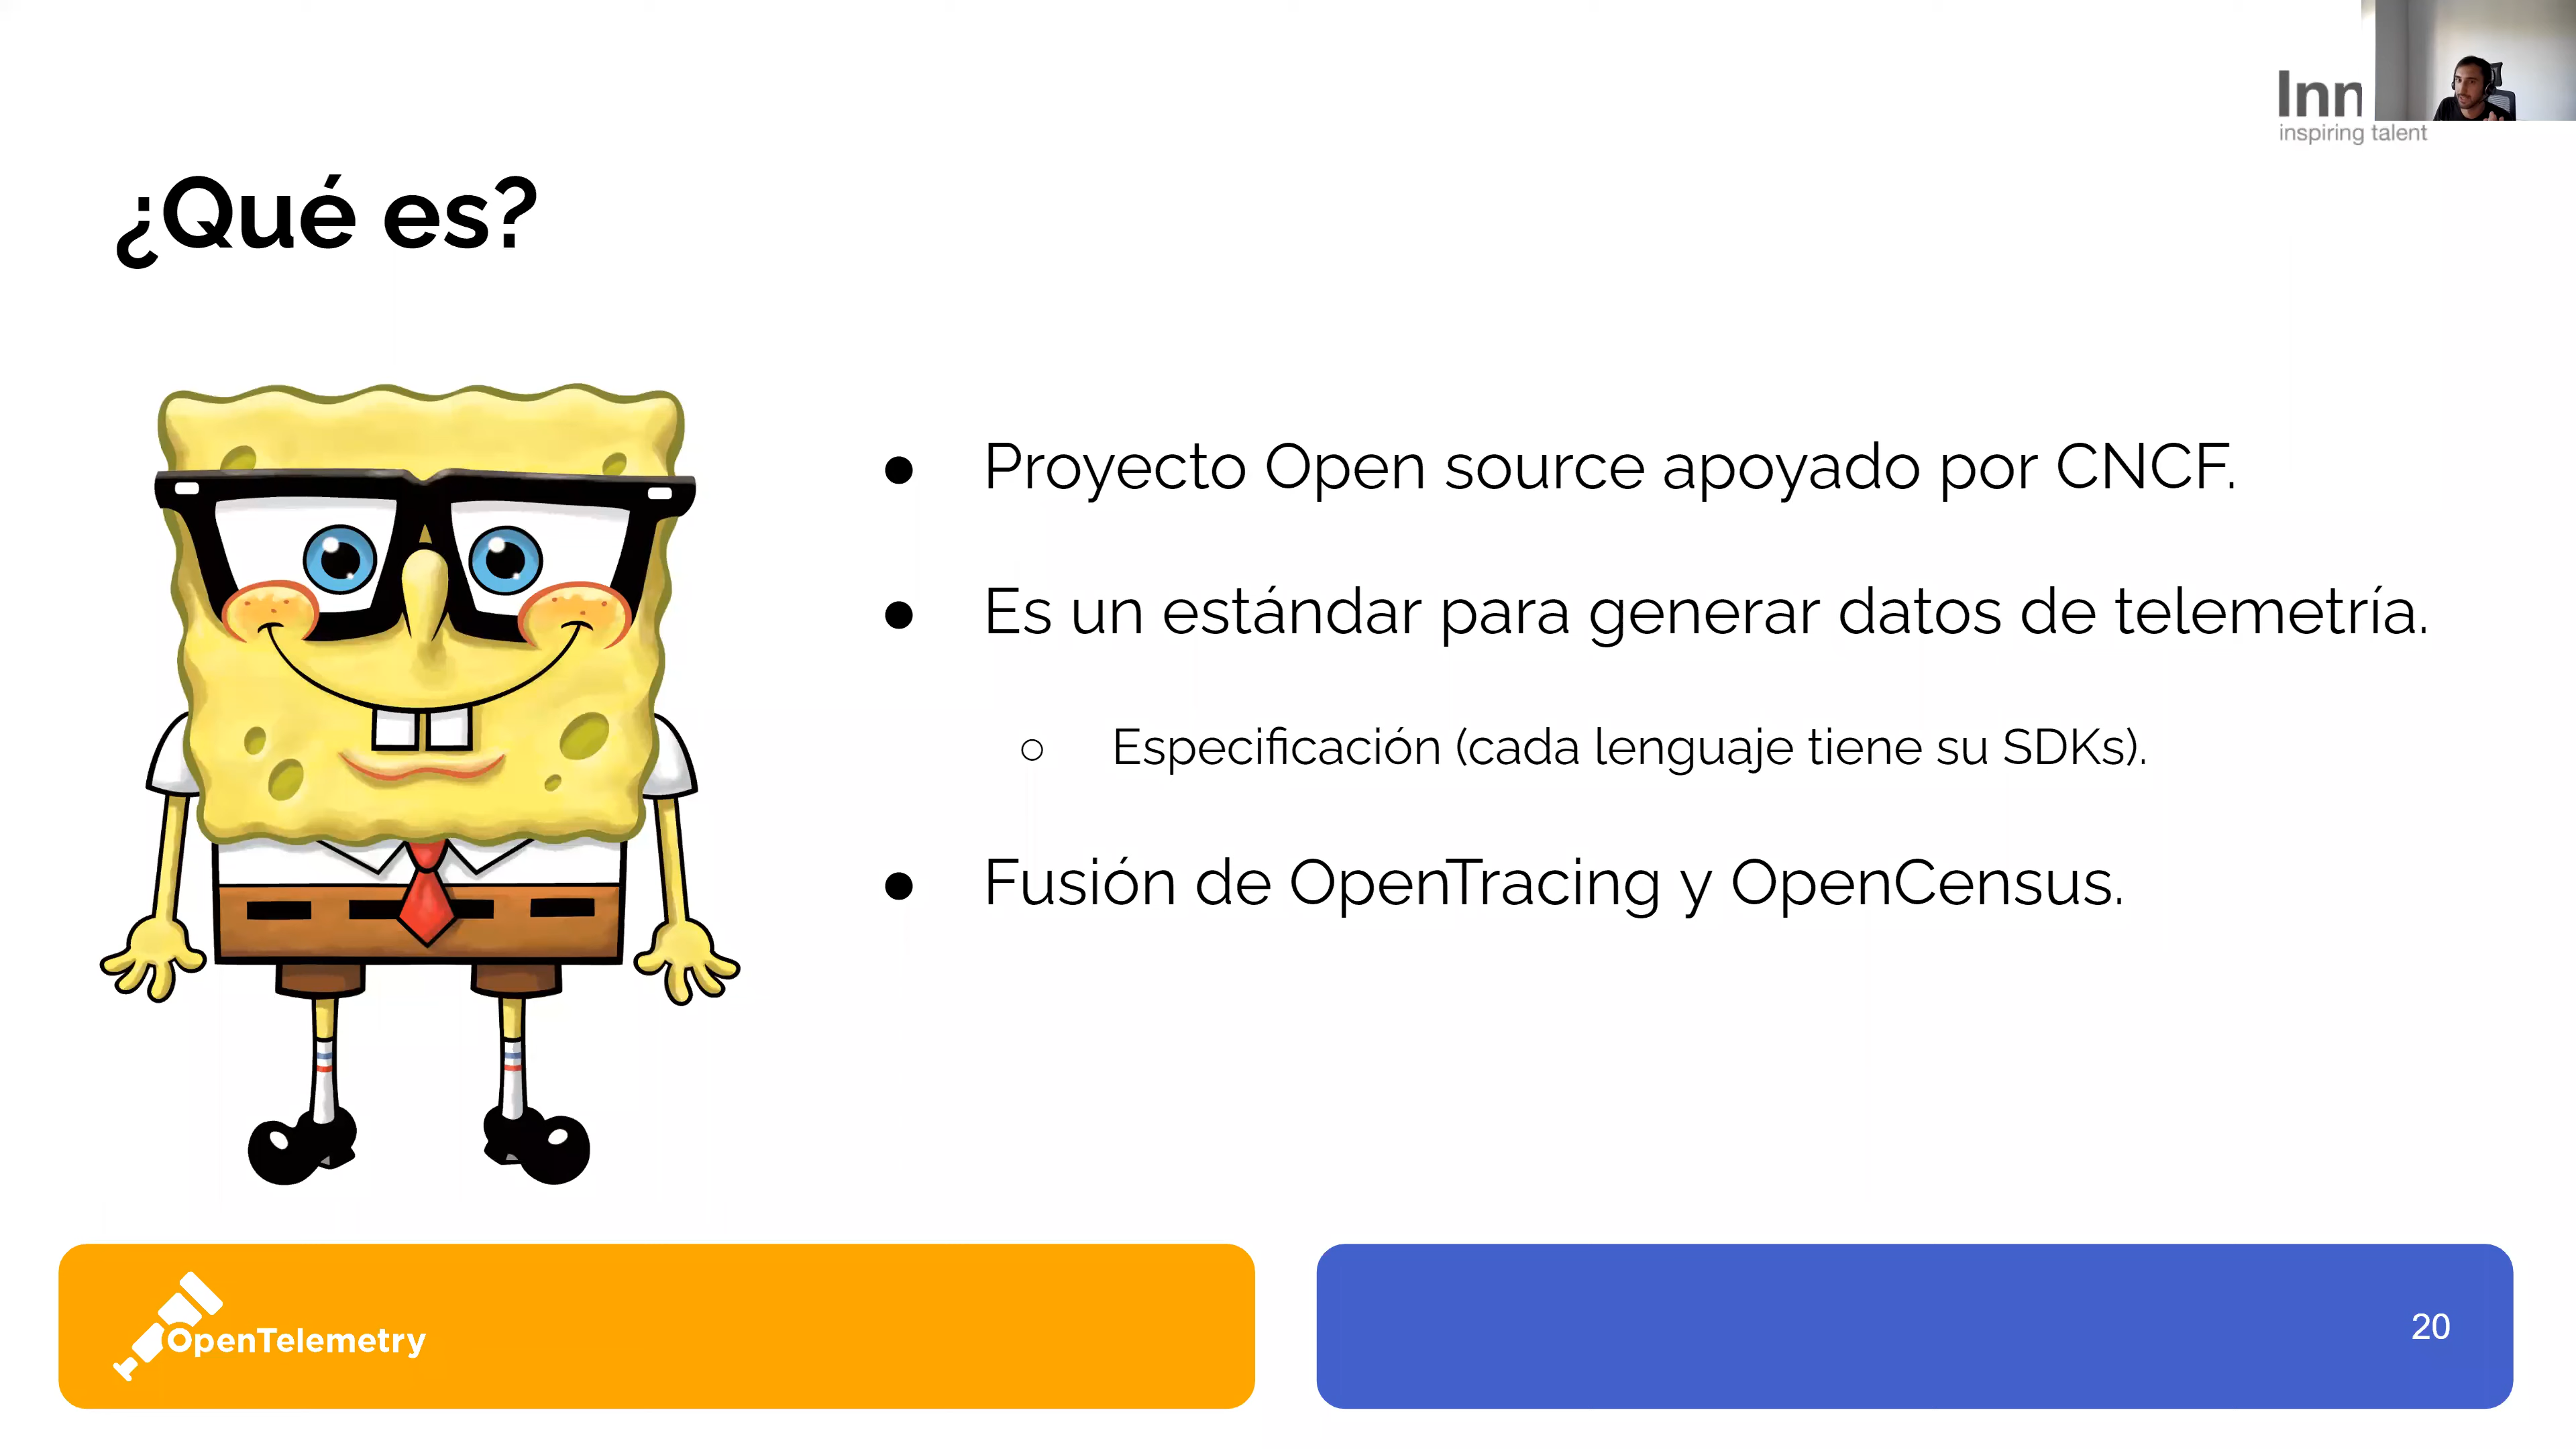 inspiring talent
¿Qué es?
● Proyecto Open source apoyado por CNCF.
● Es un estándar para generar datos de telemetría.
○ Especificación (cada lenguaje tiene su SDKs).
● Fusión de OpenTracing y OpenCensus.
OpenTelemetry
20